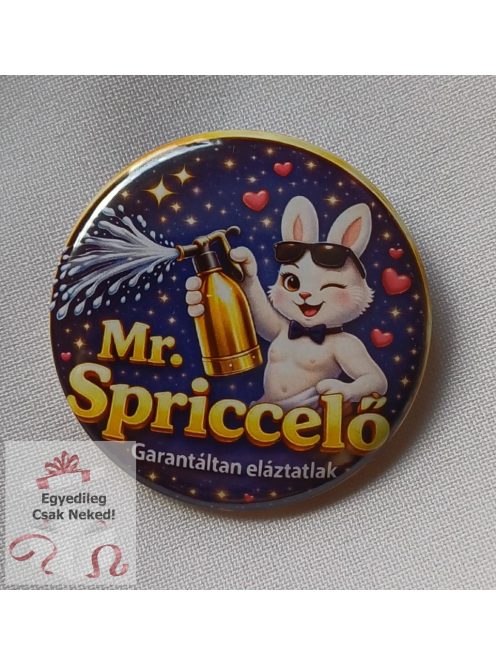 Mr.
Spriccelő
Garantáltan eláztatlak
Egyedileg
Csak Neked!